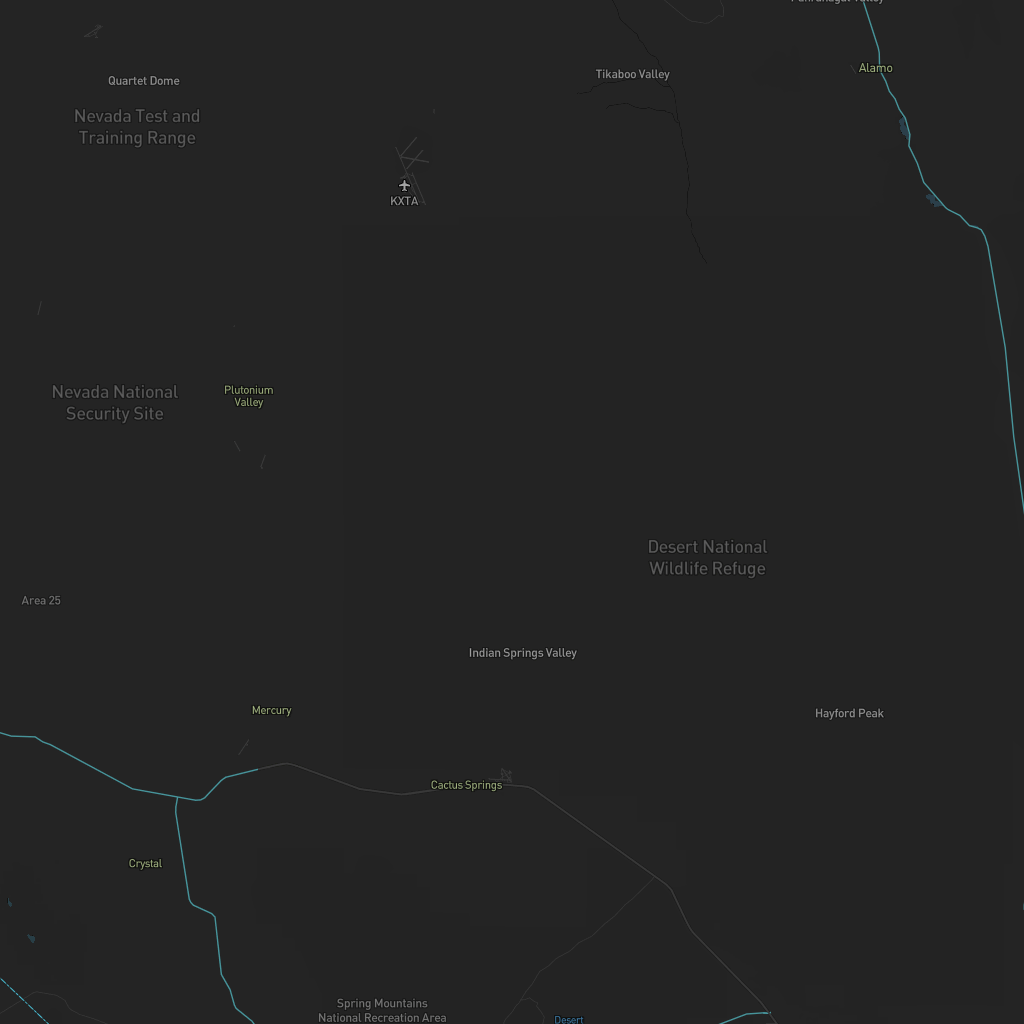 Pahranagat Valley
Alamo
Tikaboo Valley
Quartet Dome
Nevada Test and
Training Range
KXTA
Nevada National
Security Site
Plutonium
Valley
Desert National
Wildlife Refuge
Area 25
Indian Springs Valley
Mercury
Hayford Peak
Cactus Springs
Crystal
Spring Mountains
National Recreation Area
Desert